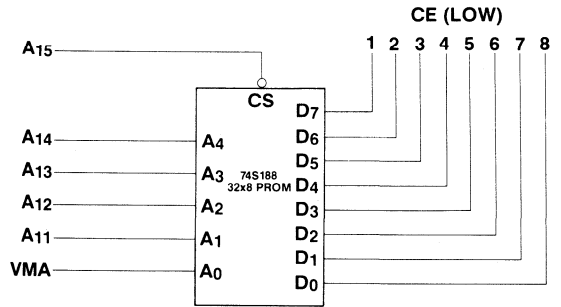 CE (LOW)
1 2 3 4 5 6 7 8
A15
CS
D7
A14 A4 D6
A13 A3 74S188 D5
32x8 PROM D4
A12 A2 D3
A11 A1 D2
D1
VMA A0 D0